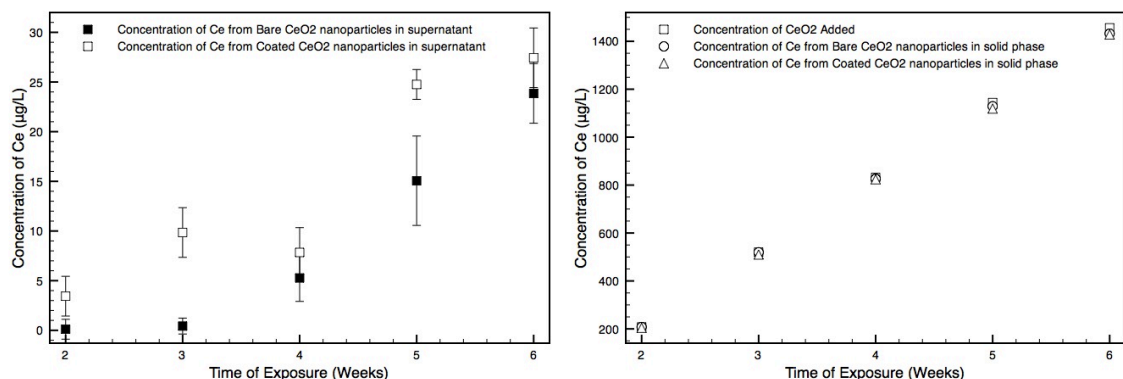 Concentration of Ce from Bare CeO2 nanoparticles in supernatant
Concentration of Ce from Coated CeO2 nanoparticles in supernatant
Concentration of Ce (µg/L)
30
25
20
15
10
5
0
2 3 4 5 6
Time of Exposure (Weeks)
Concentration of CeO2 Added
Concentration of Ce from Bare CeO2 nanoparticles in solid phase
Concentration of Ce from Coated CeO2 nanoparticles in solid phase
Concentration of Ce (µg/L)
1400
1200
1000
800
600
400
200
2 3 4 5 6
Time of Exposure (Weeks)